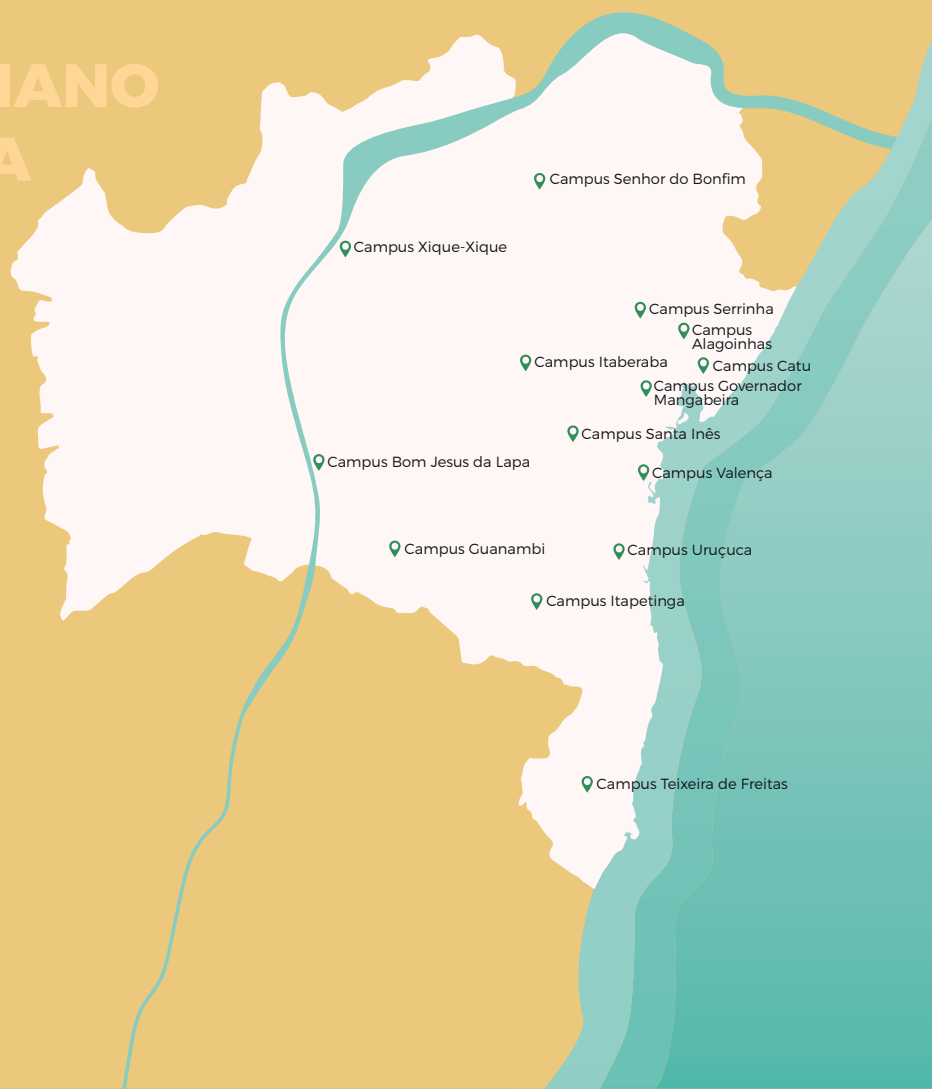 IANO
A
Campus Senhor do Bonfim
Campus Xique-Xique
Campus Serrinha
Campus
Alagoinhas
Campus Itaberaba
Campus Catu
Campus Governador
Mangabeira
Campus Santa Inês
Campus Bom Jesus da Lapa
Campus Valença
Campus Guanambi
Campus Uruçuca
Campus Itapetinga
Campus Teixeira de Freitas